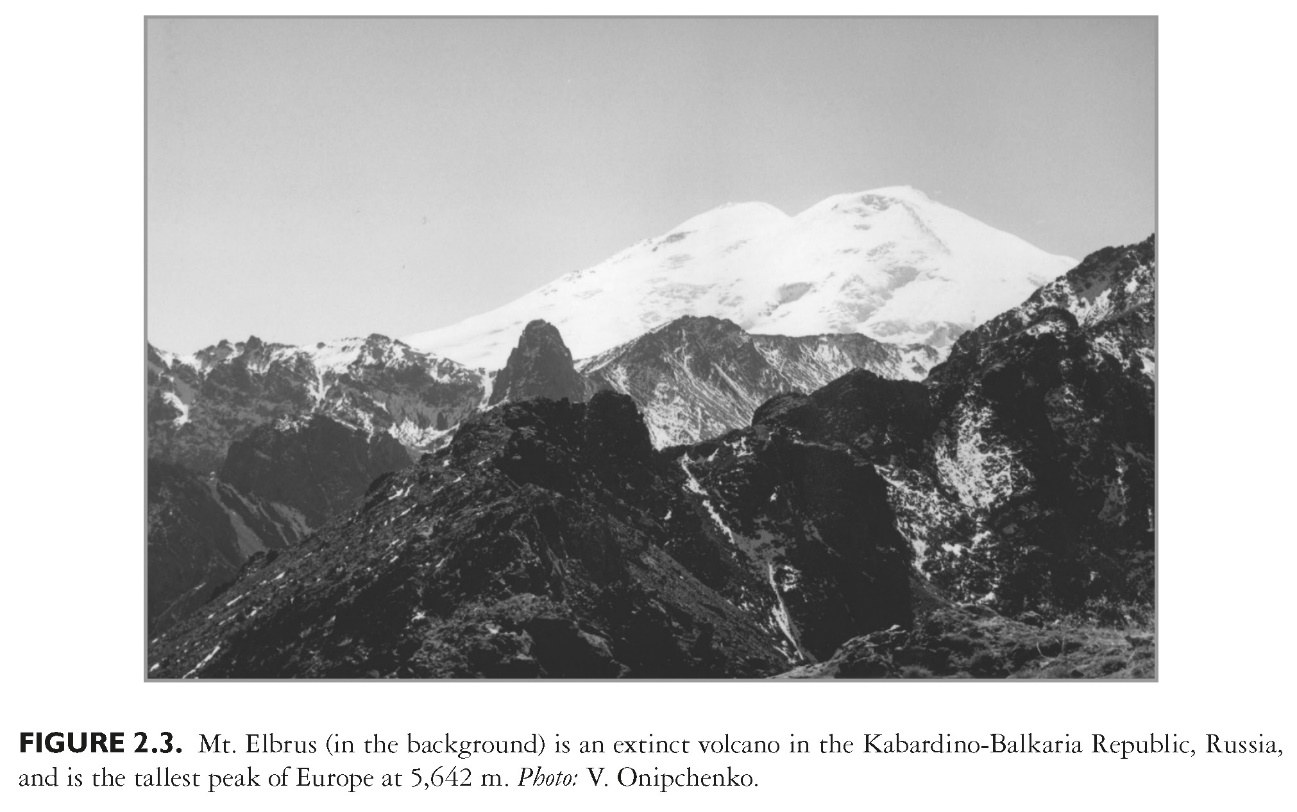 FIGURE 2.3. Mt. Elbrus (in the background) is an extinct volcano in the Kabardino-Balkaria Republic, Russia,
and is the tallest peak of Europe at 5,642 m. Photo: V. Onipchenko.